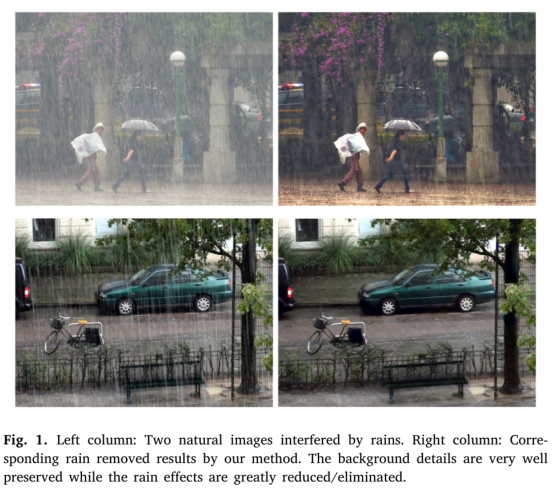 Fig. 1. Left column: Two natural images interfered by rains. Right column: Corre-
sponding rain removed results by our method. The background details are very well
preserved while the rain effects are greatly reduced/eliminated.